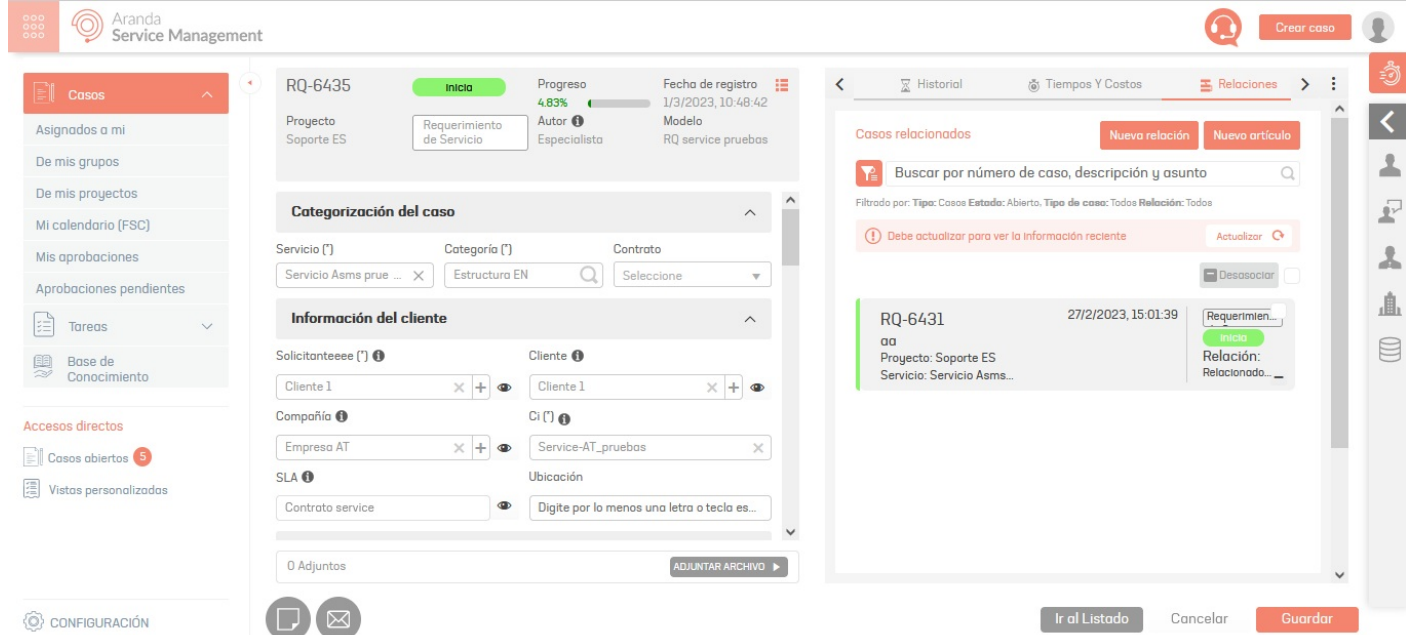 Aranda
Service Management
Crear caso
Casos
Asignados a mi
De mis grupos
De mis proyectos
Mi calendario (FSC)
Mis aprobaciones
Aprobaciones pendientes
Tareas
Base de
Conocimiento
Accesos directos
Casos abiertos 5
Vistas personalizadas
CONFIGURACIÓN
RQ-6435
Inicia
Progreso
4.83%
Fecha de registro
1/3/2023, 10:48:42
Proyecto
Soporte ES
Requerimiento
de Servicio
Autor
Especialista
Modelo
RQ service pruebas
Categorización del caso
Servicio (*) Categoría (*) Contrato
Servicio Asms prue ... Estructura EN Seleccione
Información del cliente
Solicitanteeee (*) Cliente
Cliente 1 Cliente 1
Compañía Ci (*)
Empresa AT Service-AT_pruebas
SLA Ubicación
Contrato service Digite por lo menos una letra o tecla es...
0 Adjuntos ADJUNTAR ARCHIVO
Historial Tiempos Y Costos Relaciones
Casos relacionados Nueva relación Nuevo artículo
Buscar por número de caso, descripción y asunto
Filtrado por: Tipo: Casos Estado: Abierto, Tipo de caso: Todos Relación: Todos
Debe actualizar para ver la información reciente Actualizar
Desasociar
RQ-6431 27/2/2023, 15:01:39
aa
Proyecto: Soporte ES
Servicio: Servicio Asms...
Requerimien...
Inicia
Relación:
Relacionado...
Ir al Listado Cancelar Guardar